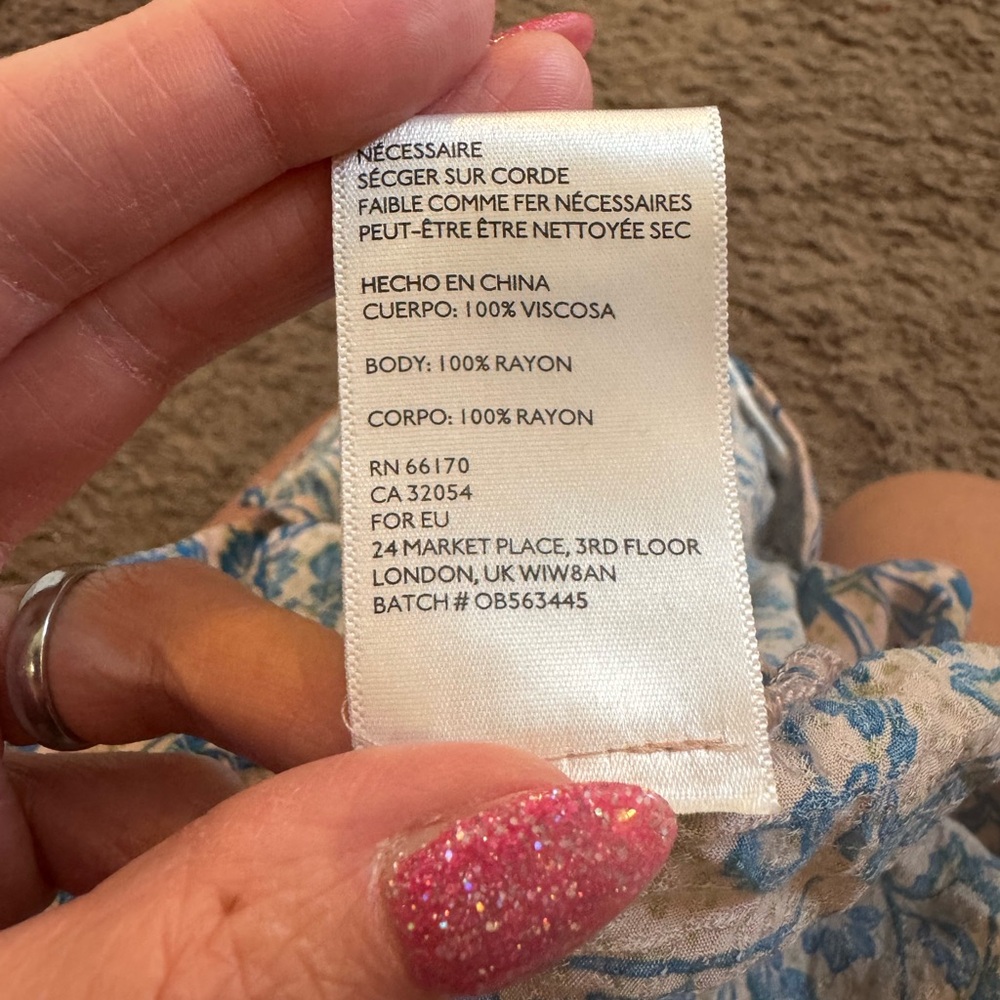 NÉCESSAIRE
SÉCGER SUR CORDE
FAIBLE COMME FER NÉCESSAIRES
PEUT-ÊTRE ÊTRE NETTOYÉE SEC
HECHO EN CHINA
CUERPO: 100% VISCOSA
BODY: 100% RAYON
CORPO: 100% RAYON
RN 66170
CA 32054
FOR EU
24 MARKET PLACE, 3RD FLOOR
LONDON, UK WIW8AN
BATCH # OB563445